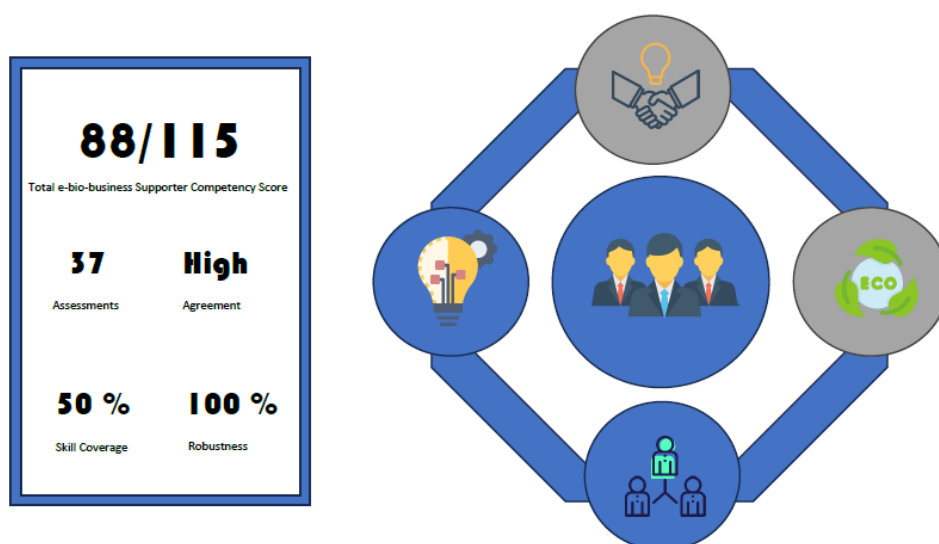 88/115
Total e-bio-business Supporter Competency Score
37
High
Assessments
Agreement
50 %
100 %
Skill Coverage
Robustness
ECO